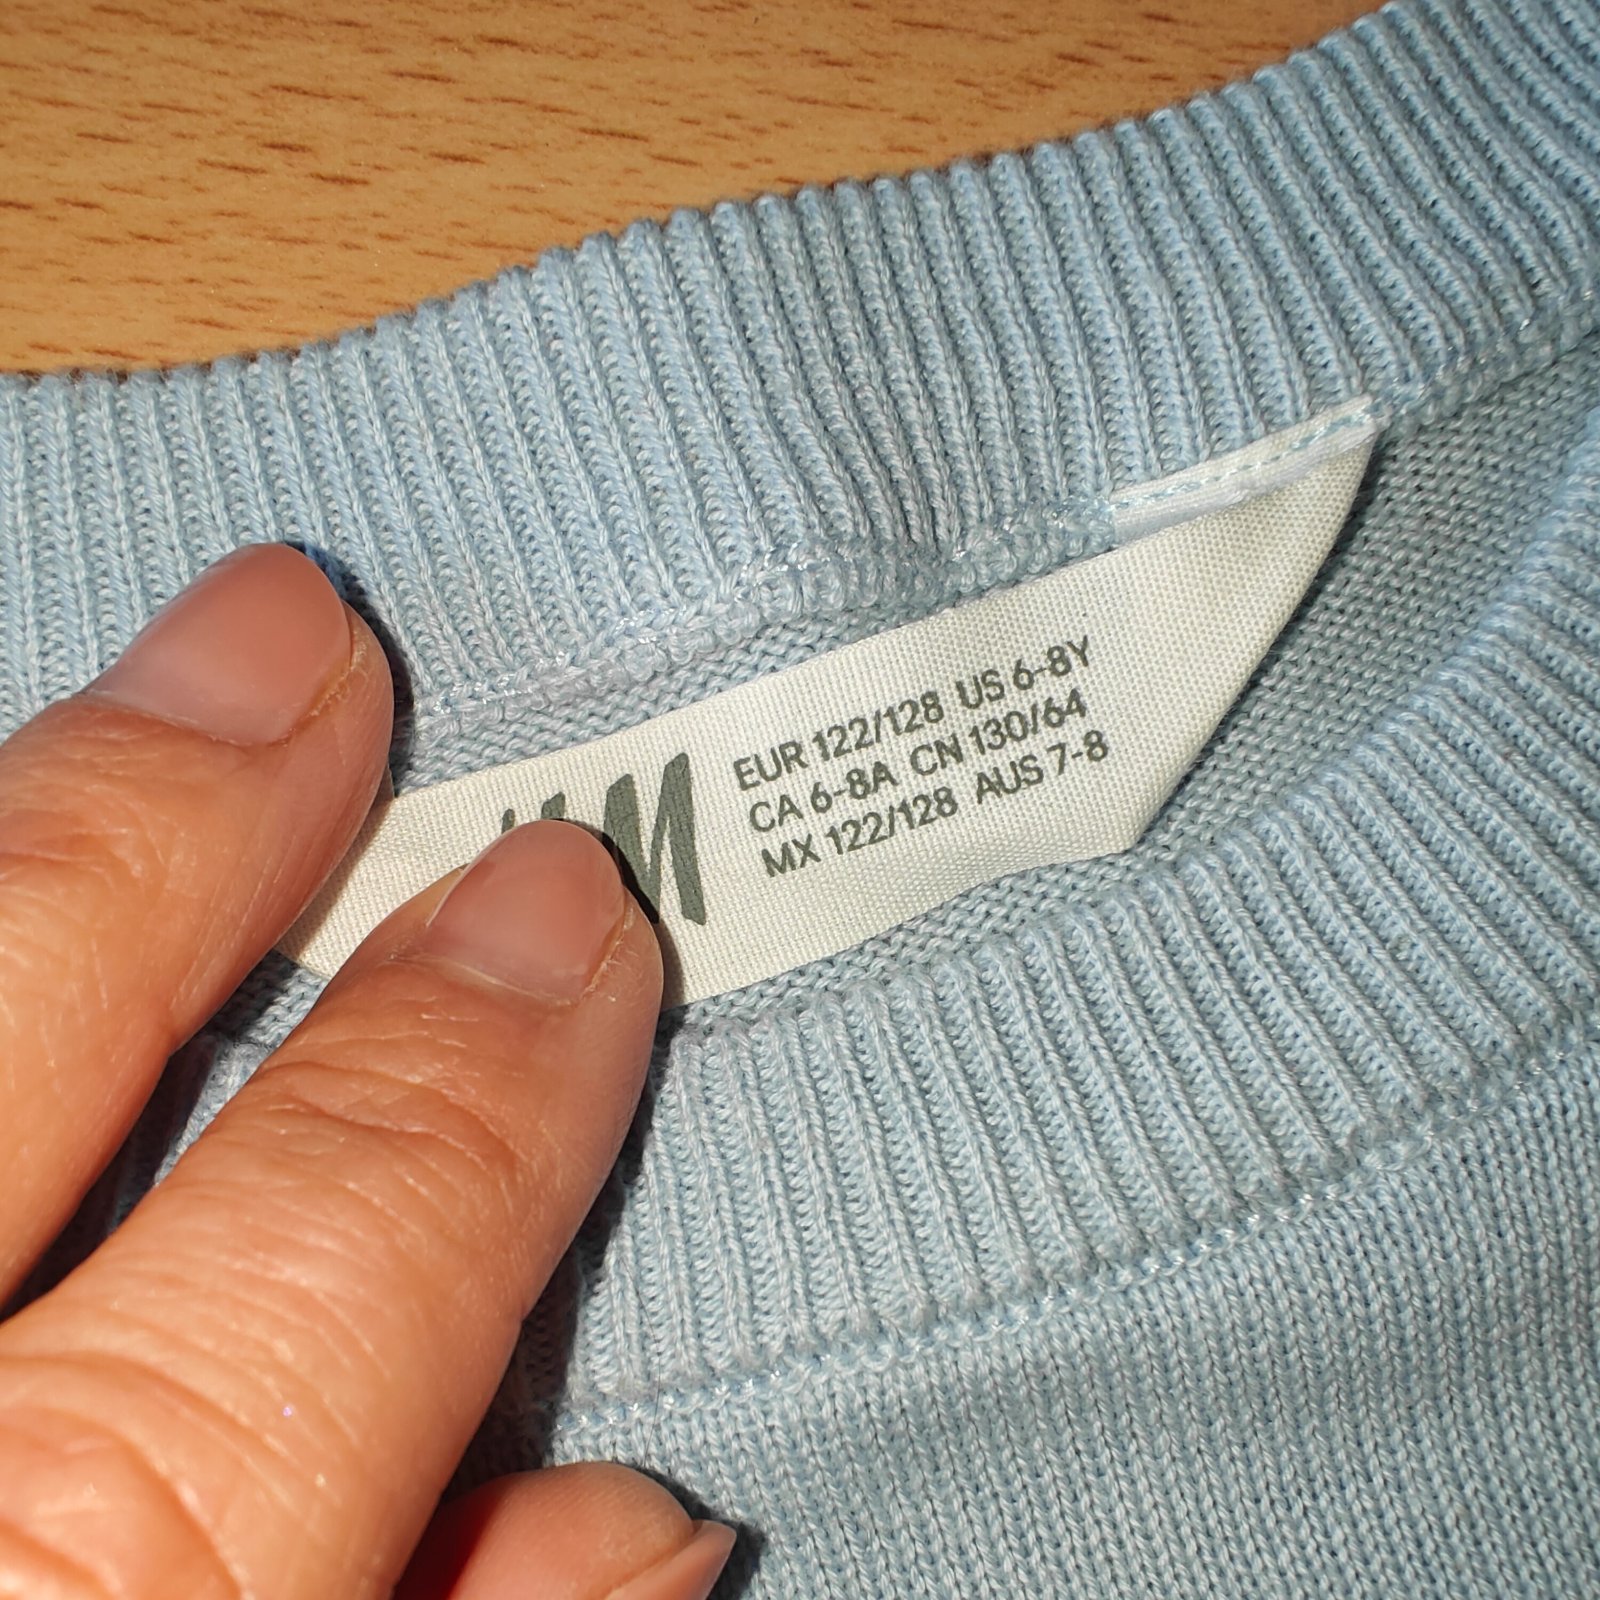 EUR 122/128 US 6-8Y
CA 6-8A CN 130/64
MX 122/128 AUS 7-8